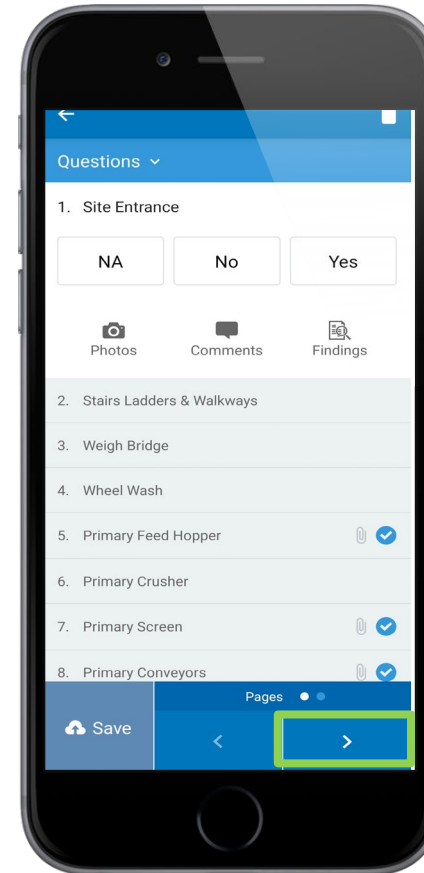 Questions
1. Site Entrance
NA No Yes
Photos Comments Findings
2. Stairs Ladders & Walkways
3. Weigh Bridge
4. Wheel Wash
5. Primary Feed Hopper
6. Primary Crusher
7. Primary Screen
8. Primary Conveyors
Pages
Save